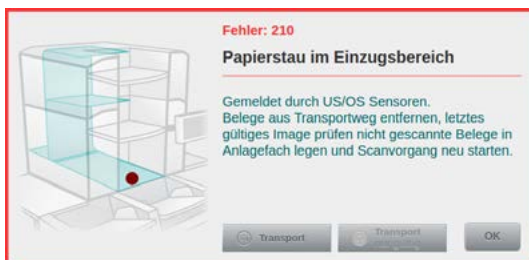 Fehler: 210
Papierstau im Einzugsbereich
Gemeldet durch US/OS Sensoren.
Belege aus Transportweg entfernen, letztes
gültiges Image prüfen nicht gescannte Belege in
Anlagefach legen und Scanvorgang neu starten.
Transport
Transport
OK